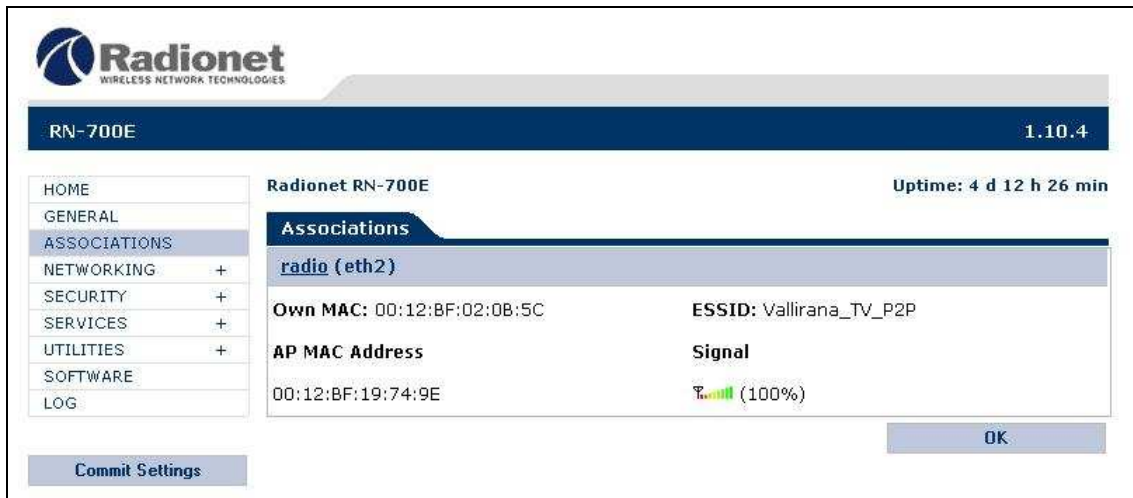 Radionet
WIRELESS NETWORK TECHNOLOGIES
RN-700E 1.10.4
HOME
GENERAL
ASSOCIATIONS
NETWORKING +
SECURITY +
SERVICES +
UTILITIES +
SOFTWARE
LOG
Commit Settings
Radionet RN-700E Uptime: 4 d 12 h 26 min
Associations
radio (eth2)
Own MAC: 00:12:BF:02:0B:5C ESSID: Vallirana_TV_P2P
AP MAC Address Signal
00:12:BF:19:74:9E (100%)
OK